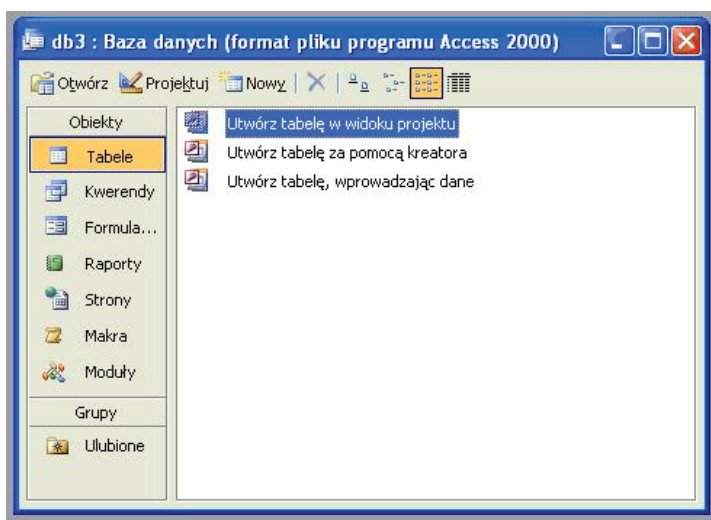 db3 : Baza danych (format pliku programu Access 2000)
Otwórz Projektuj Nowy
Obiekty
Tabele
Kwerendy
Formula...
Raporty
Strony
Makra
Moduły
Grupy
Ulubione
Utwórz tabelę w widoku projektu
Utwórz tabelę za pomocą kreatora
Utwórz tabelę, wprowadzając dane